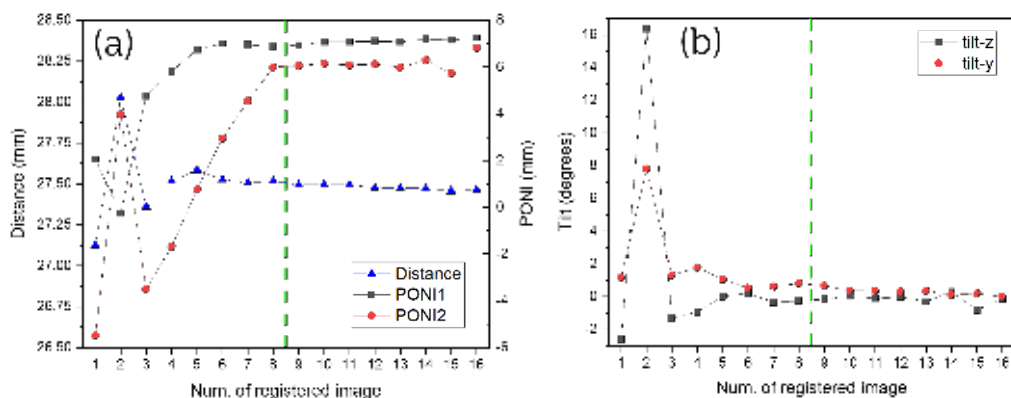 (a)
28.50
28.25
28.00
27.75
27.50
27.25
27.00
26.75
26.50
Distance (mm)
8
6
4
2
0
-2
-4
-6
PONI (mm)
Distance
PONI1
PONI2
1 2 3 4 5 6 7 8 9 10 11 12 13 14 15 16
Num. of registered image
(b)
16
14
12
10
8
6
4
2
0
-2
Tilt (degrees)
tilt-z
tilt-y
1 2 3 4 5 6 7 8 9 10 11 12 13 14 15 16
Num. of registered image